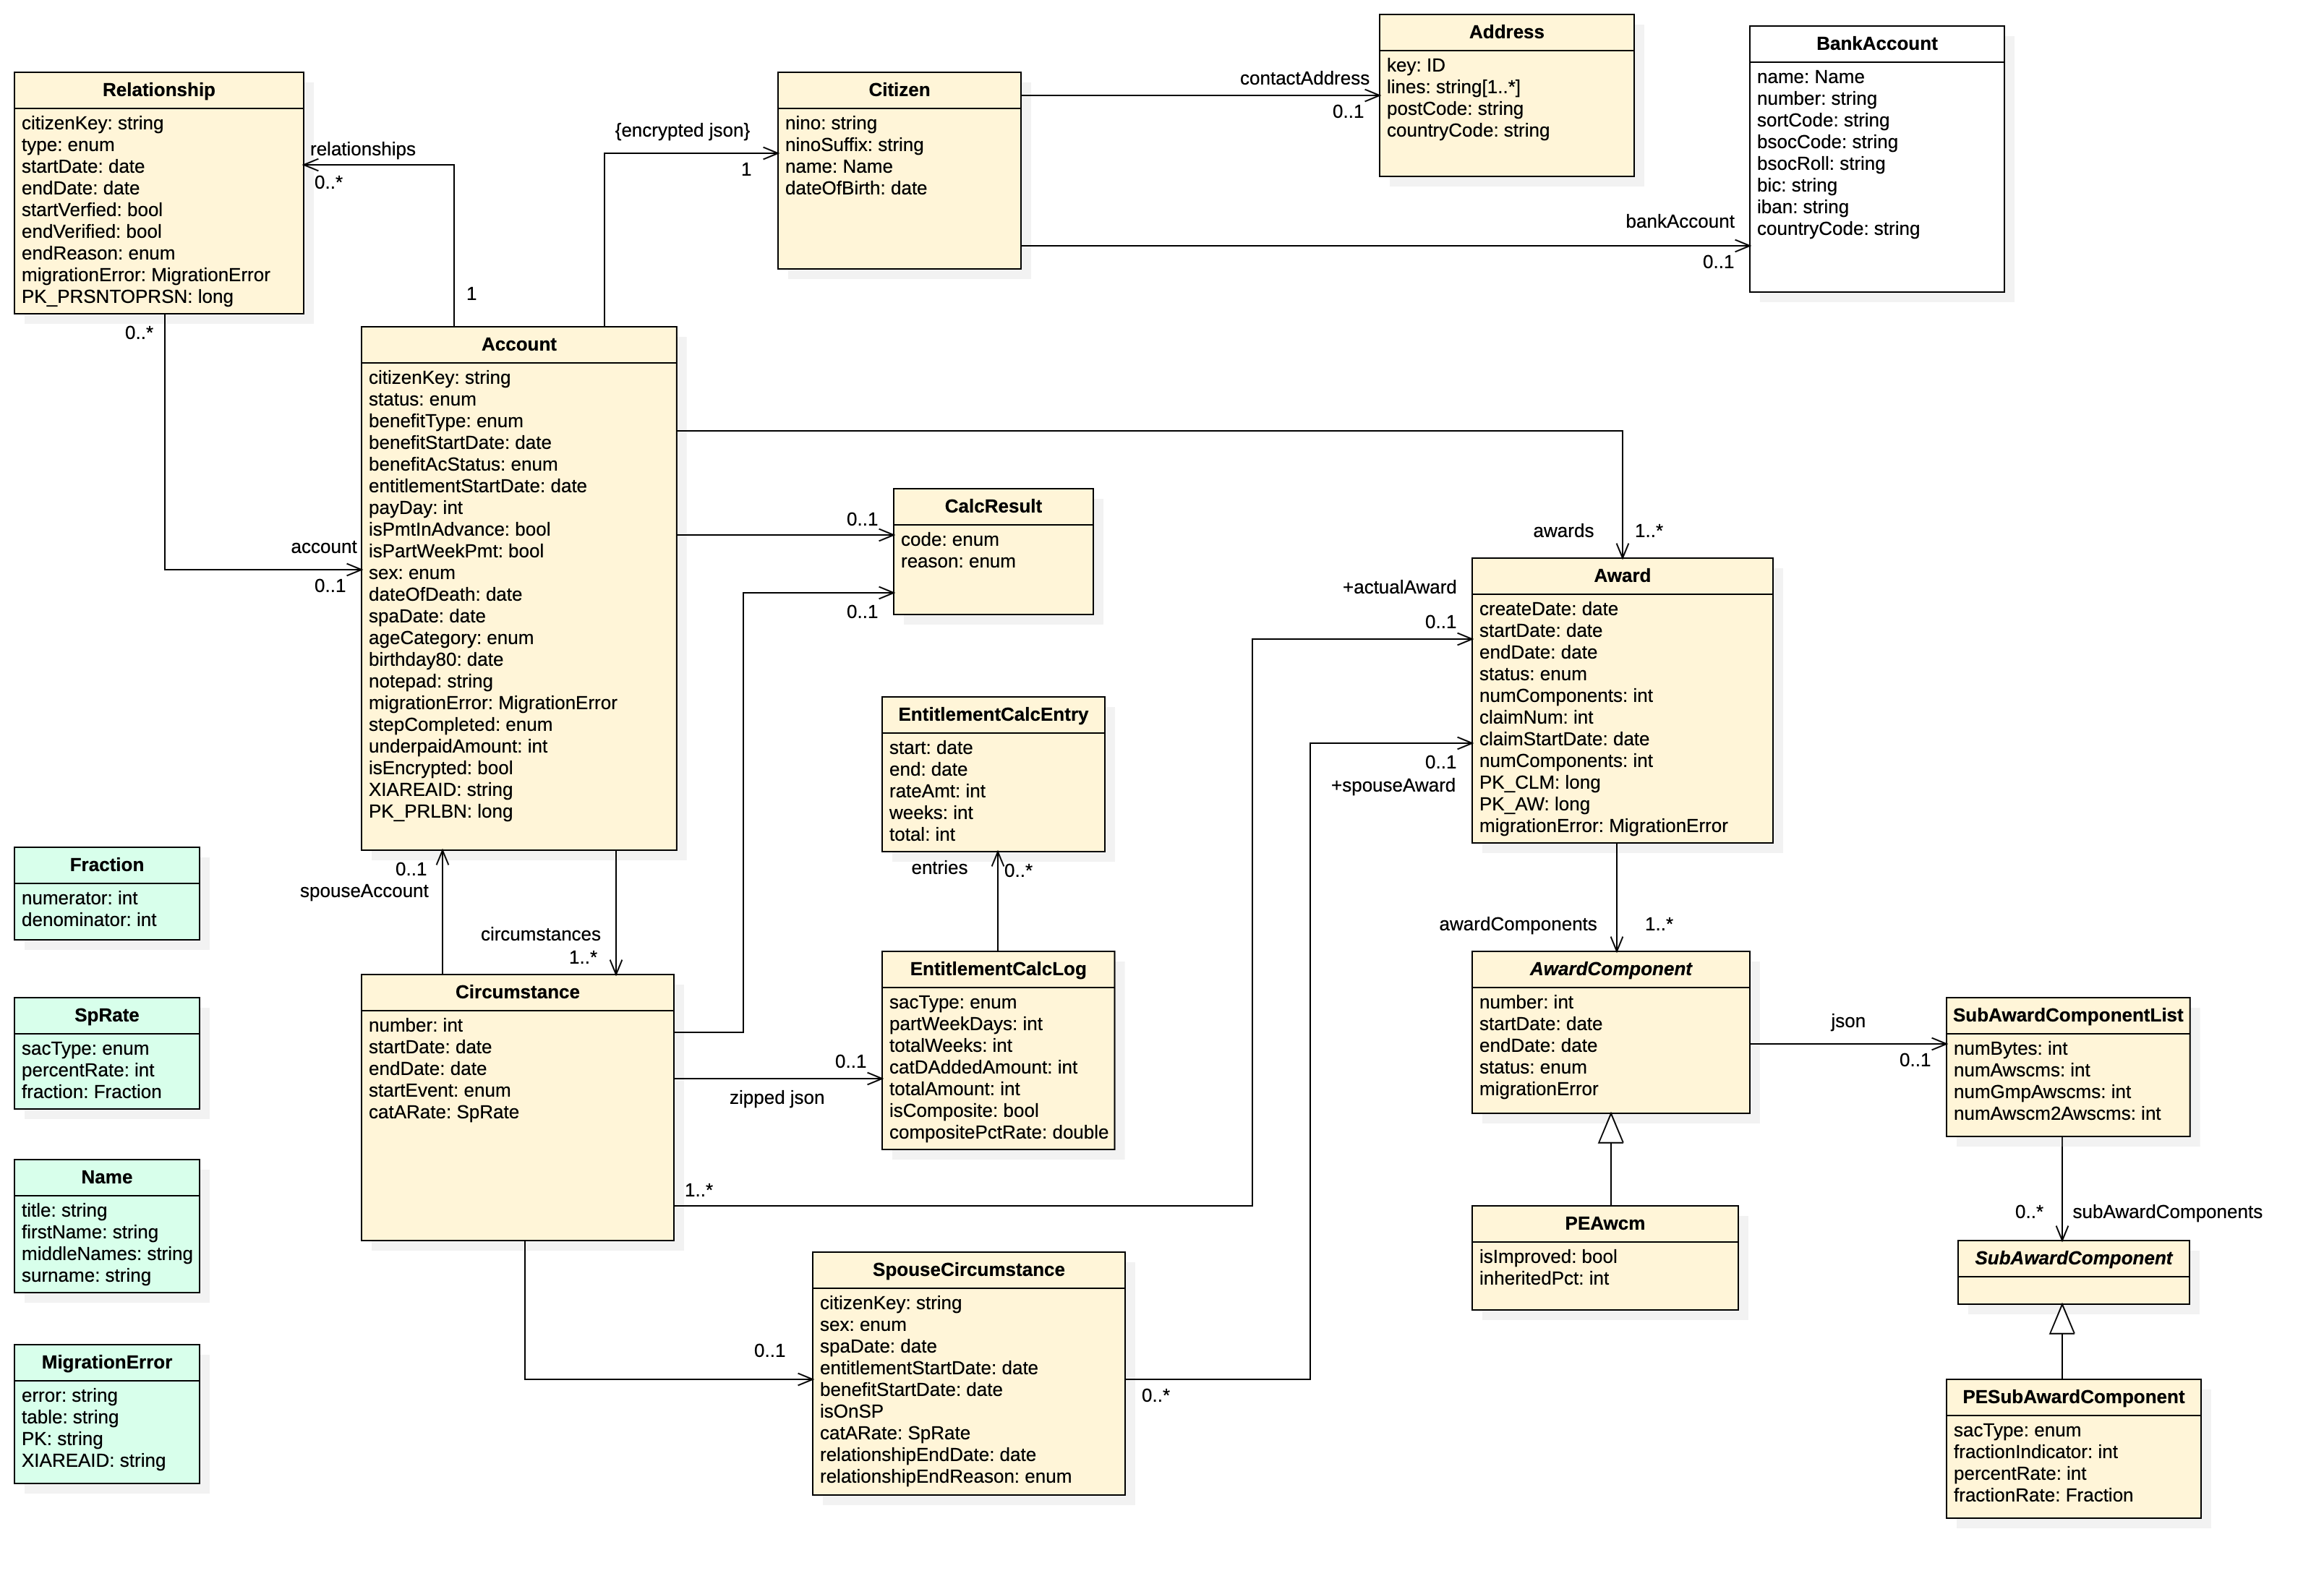 Address
key: ID
lines: string[1..*]
postCode: string
countryCode: string
BankAccount
name: Name
number: string
sortCode: string
bsocCode: string
bsocRoll: string
bic: string
iban: string
countryCode: string
Relationship
citizenKey: string
type: enum
startDate: date
endDate: date
startVerfied: bool
endVerified: bool
endReason: enum
migrationError: MigrationError
PK_PRSNTOPRSN: long
Citizen
nino: string
ninoSuffix: string
name: Name
dateOfBirth: date
contactAddress
0..1
bankAccount
0..1
{encrypted json}
1
relationships
0..*
1
0..*
account
0..1
Account
citizenKey: string
status: enum
benefitType: enum
benefitStartDate: date
benefitAcStatus: enum
entitlementStartDate: date
payDay: int
isPmtInAdvance: bool
isPartWeekPmt: bool
sex: enum
dateOfDeath: date
spaDate: date
ageCategory: enum
birthday80: date
notepad: string
migrationError: MigrationError
stepCompleted: enum
underpaidAmount: int
isEncrypted: bool
XIAREAID: string
PK_PRLBN: long
0..1
CalcResult
code: enum
reason: enum
0..1
awards
1..*
+actualAward
0..1
0..1
+spouseAward
Award
createDate: date
startDate: date
endDate: date
status: enum
numComponents: int
claimNum: int
claimStartDate: date
numComponents: int
PK_CLM: long
PK_AW: long
migrationError: MigrationError
EntitlementCalcEntry
start: date
end: date
rateAmt: int
weeks: int
total: int
entries
0..*
Fraction
numerator: int
denominator: int
0..1
spouseAccount
circumstances
1..*
awardComponents
1..*
Circumstance
number: int
startDate: date
endDate: date
startEvent: enum
catARate: SpRate
0..1
zipped json
1..*
EntitlementCalcLog
sacType: enum
partWeekDays: int
totalWeeks: int
catDAddedAmount: int
totalAmount: int
isComposite: bool
compositePctRate: double
AwardComponent
number: int
startDate: date
endDate: date
status: enum
migrationError
json
0..1
SubAwardComponentList
numBytes: int
numAwscms: int
numGmpAwscms: int
numAwscm2Awscms: int
SpRate
sacType: enum
percentRate: int
fraction: Fraction
Name
title: string
firstName: string
middleNames: string
surname: string
PEAwcm
isImproved: bool
inheritedPct: int
0..*
subAwardComponents
SubAwardComponent
0..1
SpouseCircumstance
citizenKey: string
sex: enum
spaDate: date
entitlementStartDate: date
benefitStartDate: date
isOnSP
catARate: SpRate
relationshipEndDate: date
relationshipEndReason: enum
0..*
MigrationError
error: string
table: string
PK: string
XIAREAID: string
PESubAwardComponent
sacType: enum
fractionIndicator: int
percentRate: int
fractionRate: Fraction